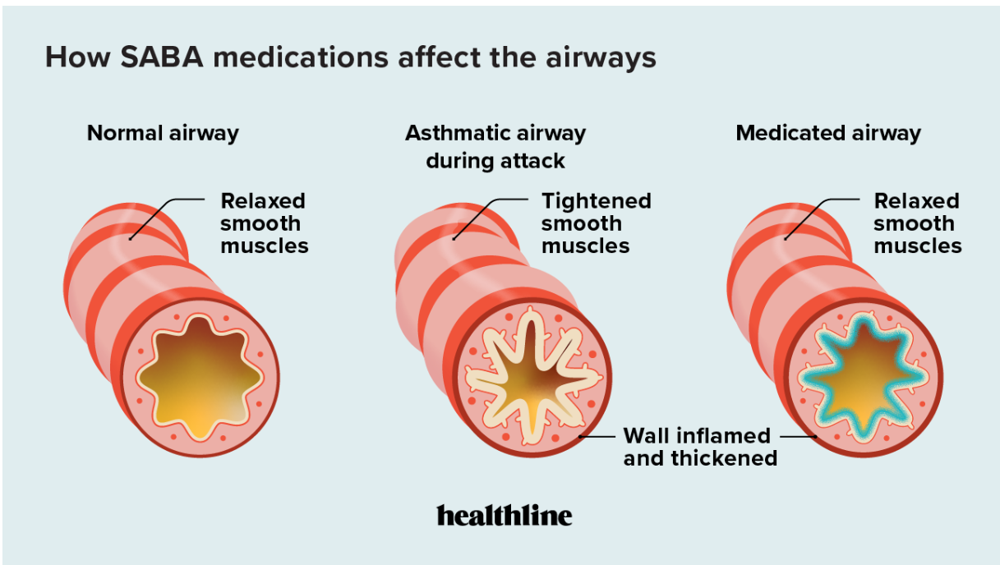 How SABA medications affect the airways
Normal airway
Asthmatic airway
during attack
Medicated airway
Relaxed
smooth
muscles
Tightened
smooth
muscles
Relaxed
smooth
muscles
Wall inflamed
and thickened
healthline